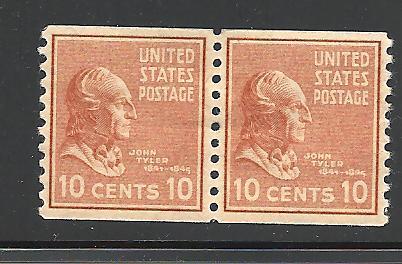 UNITED
STATES
POSTAGE
JOHN
TYLER
1841-1845
10 CENTS 10
UNITED
STATES
POSTAGE
JOHN
TYLER
1841-1845
10 CENTS 10